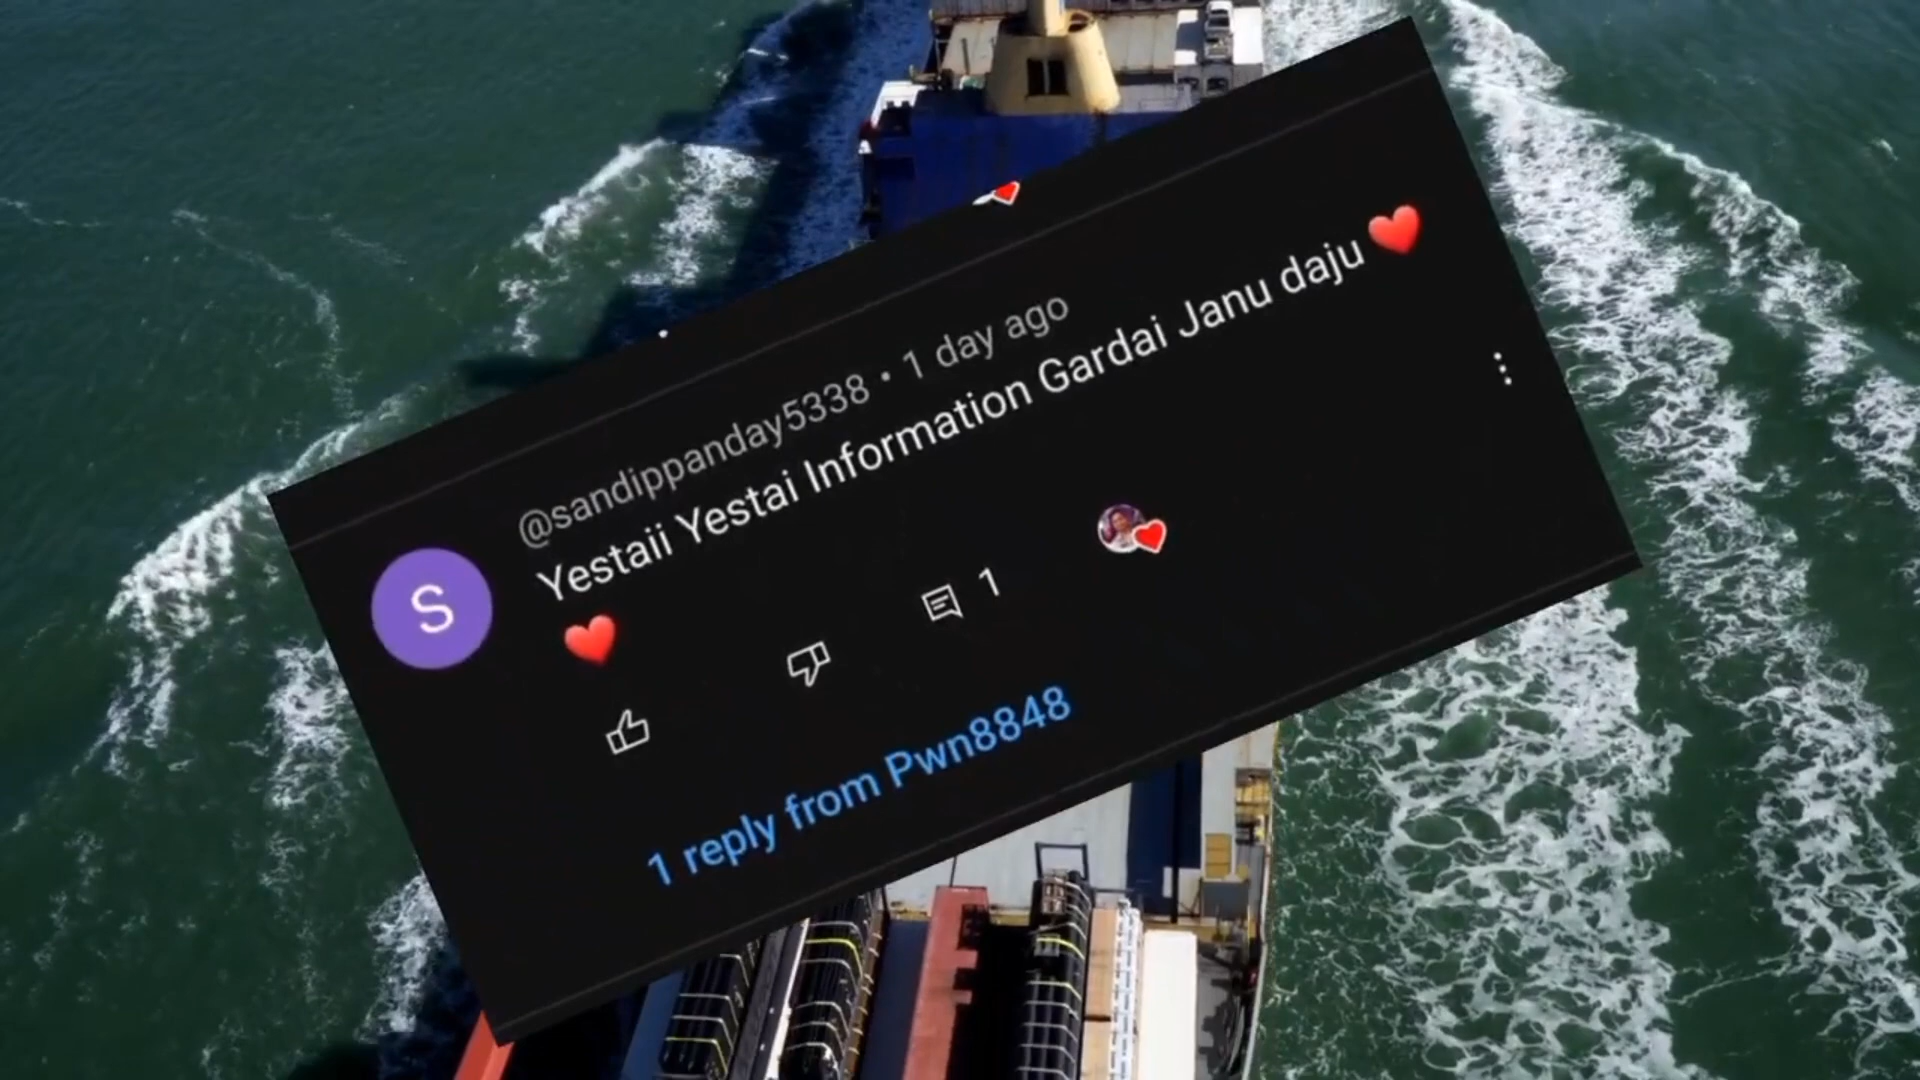 @sandippanday5338 • 1 day ago
Yestaii Yestai Information Gardai Janu daju❤️
❤️
S
1
1 reply from Pwn8848